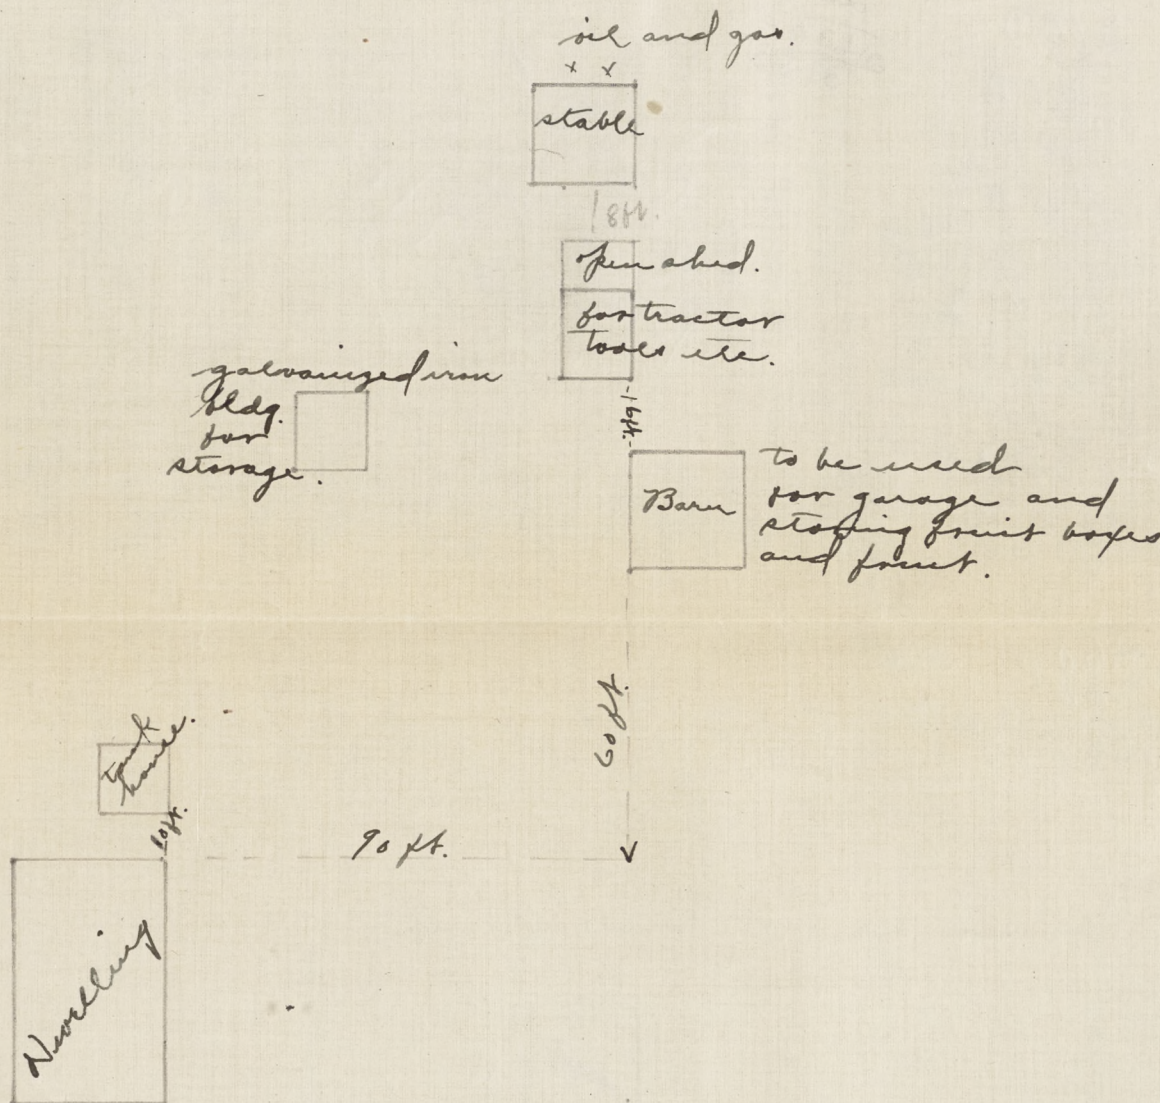 oil and gas.
x x
stable
18ft.
open shed.
for tractor
tools etc.
galvanized iron
bldg.
for
storage.
-16ft.-
Barn
to be used
for garage and
storing fruit boxes
and fruit.
60 ft.
tank
house.
10ft.
90 ft.
Dwelling